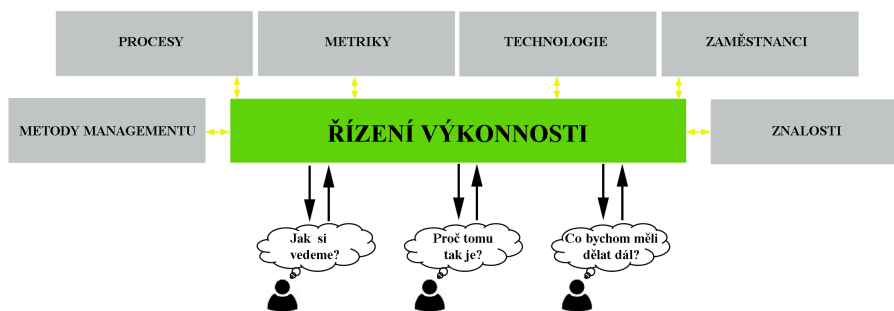 PROCESY
METRIKY
TECHNOLOGIE
ZAMĚSTNANCI
METODY MANAGEMENTU
ŘÍZENÍ VÝKONNOSTI
ZNALOSTI
Jak si
vedeme?
Proč tomu
tak je?
Co bychom měli
dělat dál?